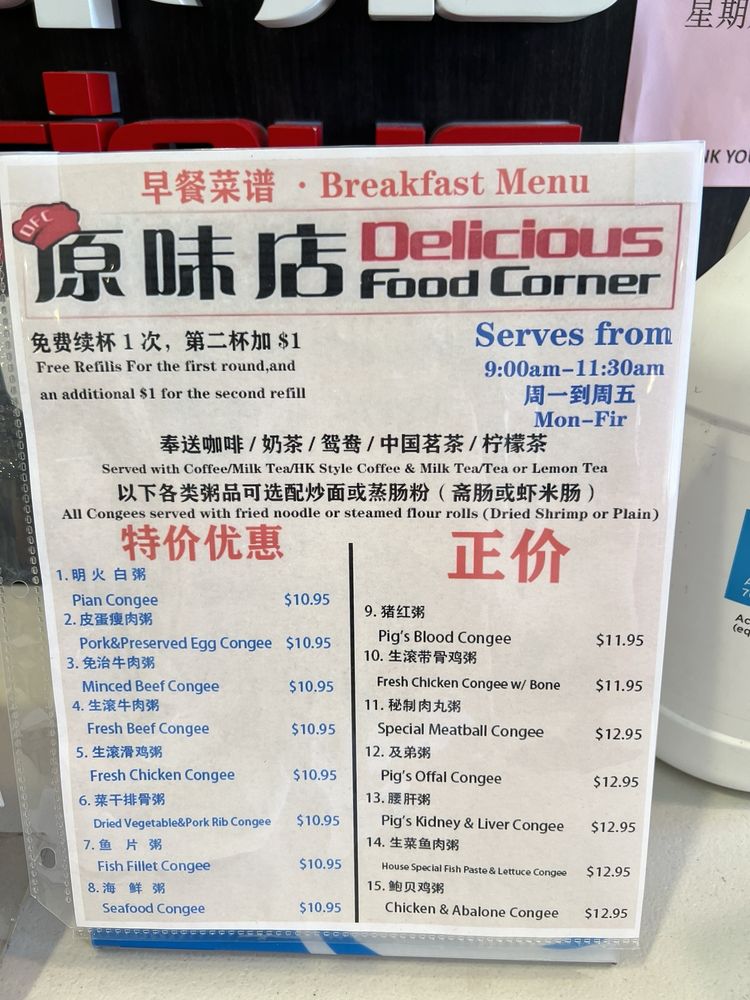 星期
NK YOU
早餐菜谱 · Breakfast Menu
DFC
原味店 Delicious Food Corner
免费续杯 1 次，第二杯加 $1
Free Refilis For the first round,and
an additional $1 for the second refill
Serves from
9:00am-11:30am
周一到周五
Mon-Fir
奉送咖啡 / 奶茶 / 鸳鸯 / 中国茗茶 / 柠檬茶
Served with Coffee/Milk Tea/HK Style Coffee & Milk Tea/Tea or Lemon Tea
以下各类粥品可选配炒面或蒸肠粉（斋肠或虾米肠）
All Congees served with fried noodle or steamed flour rolls (Dried Shrimp or Plain)
特价优惠
1. 明火白粥
Pian Congee $10.95
2. 皮蛋瘦肉粥
Pork&Preserved Egg Congee $10.95
3. 免治牛肉粥
Minced Beef Congee $10.95
4. 生滚牛肉粥
Fresh Beef Congee $10.95
5. 生滚滑鸡粥
Fresh Chicken Congee $10.95
6. 菜干排骨粥
Dried Vegetable&Pork Rib Congee $10.95
7. 鱼 片 粥
Fish Fillet Congee $10.95
8. 海 鲜 粥
Seafood Congee $10.95
正价
9. 猪红粥
Pig's Blood Congee $11.95
10. 生滚带骨鸡粥
Fresh Chicken Congee w/ Bone $11.95
11. 秘制肉丸粥
Special Meatball Congee $12.95
12. 及弟粥
Pig's Offal Congee $12.95
13. 腰肝粥
Pig's Kidney & Liver Congee $12.95
14. 生菜鱼肉粥
House Special Fish Paste & Lettuce Congee $12.95
15. 鲍贝鸡粥
Chicken & Abalone Congee $12.95